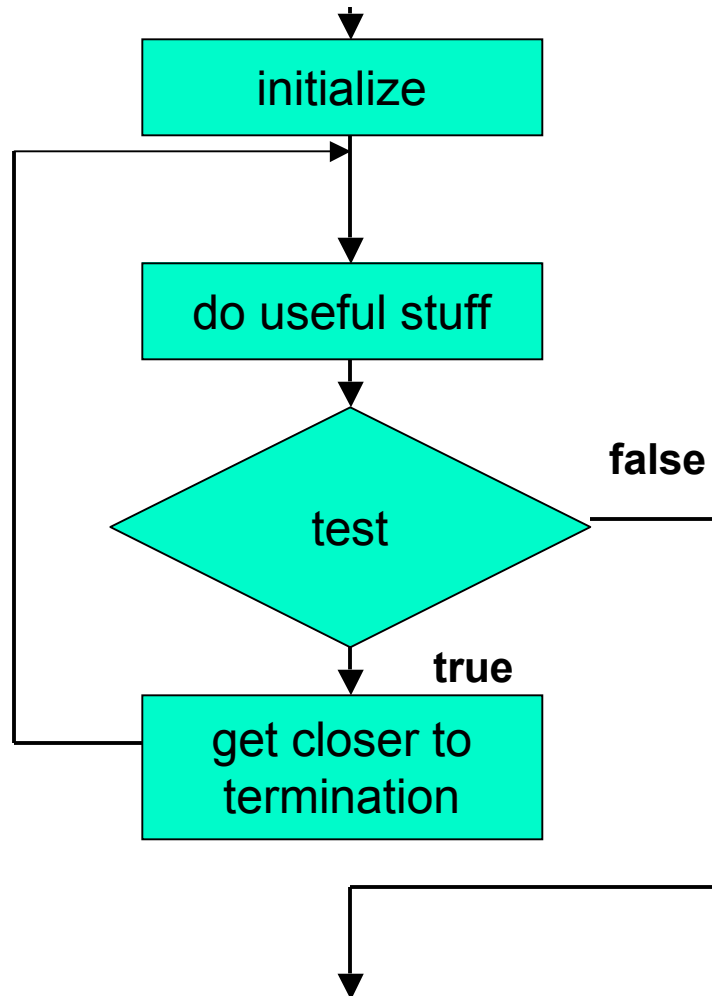 initialize
do useful stuff
false
test
true
get closer to
termination